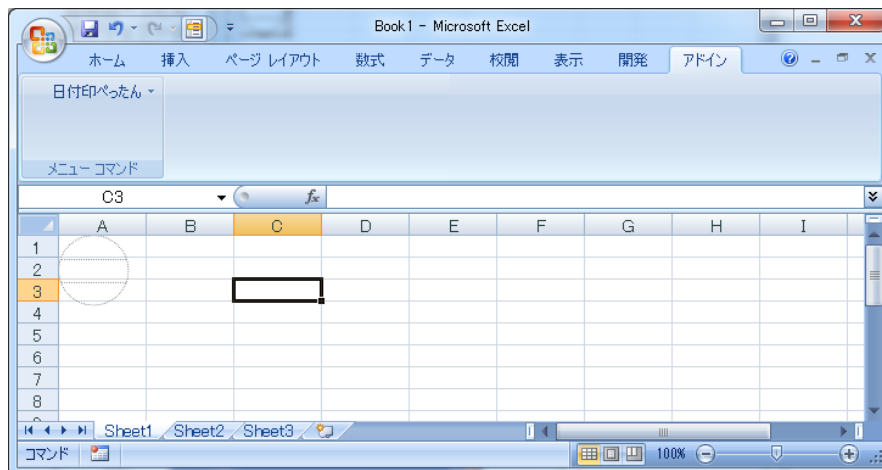 Book1 - Microsoft Excel
ホーム 挿入 ページ レイアウト 数式 データ 校閲 表示 開発 アドイン
日付印ぺったん
メニュー コマンド
C3 fx
A B C D E F G H I
1
2
3
4
5
6
7
8
Sheet1 Sheet2 Sheet3
コマンド 100%